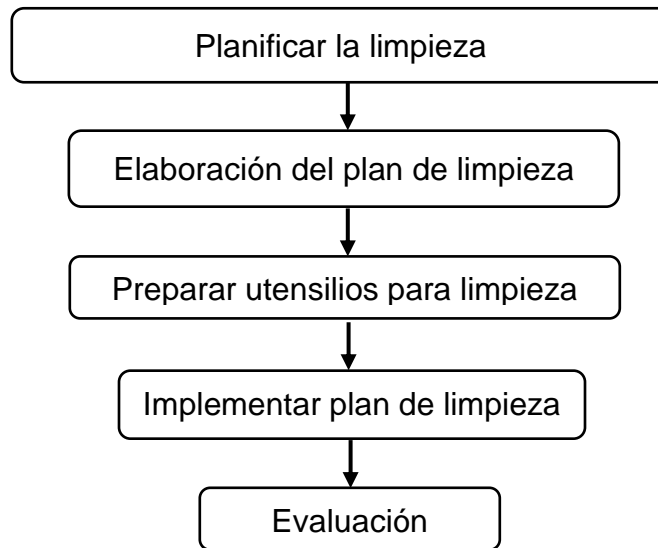 Planificar la limpieza
Elaboración del plan de limpieza
Preparar utensilios para limpieza
Implementar plan de limpieza
Evaluación